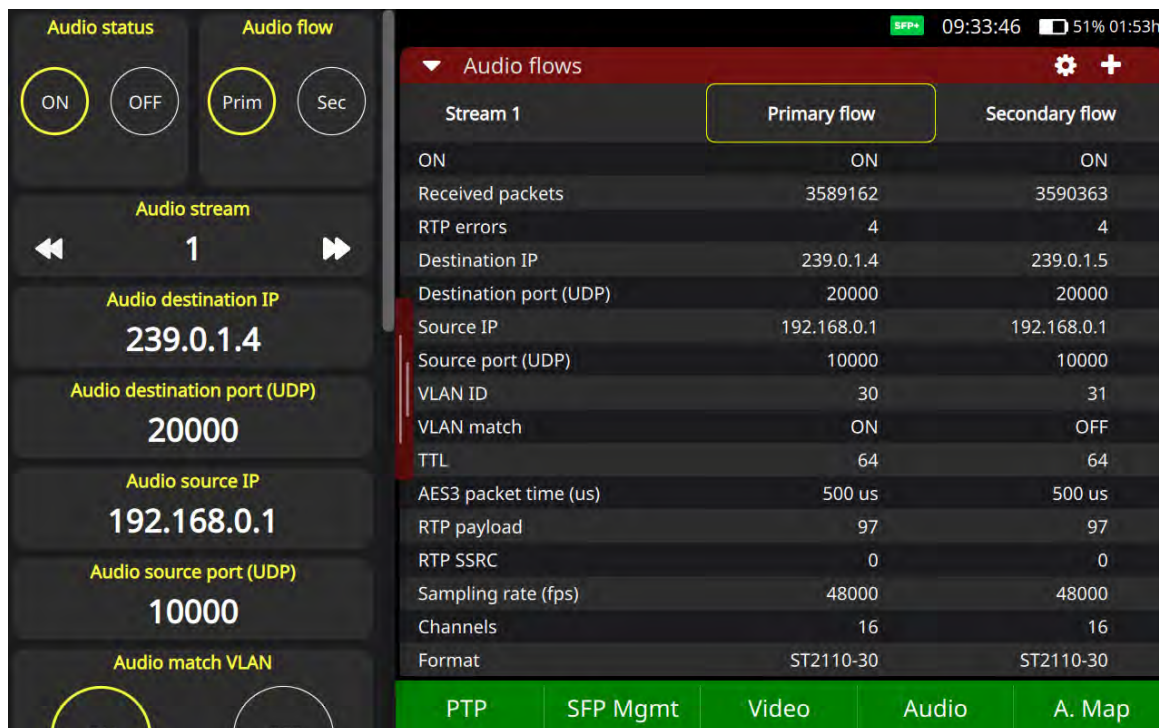 Audio status Audio flow
ON OFF Prim Sec
Audio stream
1
Audio destination IP
239.0.1.4
Audio destination port (UDP)
20000
Audio source IP
192.168.0.1
Audio source port (UDP)
10000
Audio match VLAN
SFP+ 09:33:46 51% 01:53h
Audio flows
Stream 1 Primary flow Secondary flow
ON ON ON
Received packets 3589162 3590363
RTP errors 4 4
Destination IP 239.0.1.4 239.0.1.5
Destination port (UDP) 20000 20000
Source IP 192.168.0.1 192.168.0.1
Source port (UDP) 10000 10000
VLAN ID 30 31
VLAN match ON OFF
TTL 64 64
AES3 packet time (us) 500 us 500 us
RTP payload 97 97
RTP SSRC 0 0
Sampling rate (fps) 48000 48000
Channels 16 16
Format ST2110-30 ST2110-30
PTP SFP Mgmt Video Audio A. Map